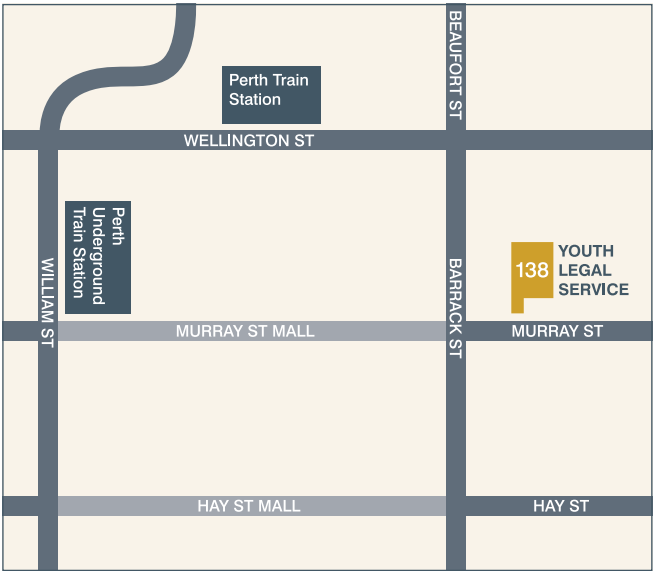 BEAUFORT ST
Perth Train
Station
WELLINGTON ST
Perth
Underground
Train Station
WILLIAM ST
BARRACK ST
138
YOUTH
LEGAL
SERVICE
MURRAY ST MALL
MURRAY ST
HAY ST MALL
HAY ST